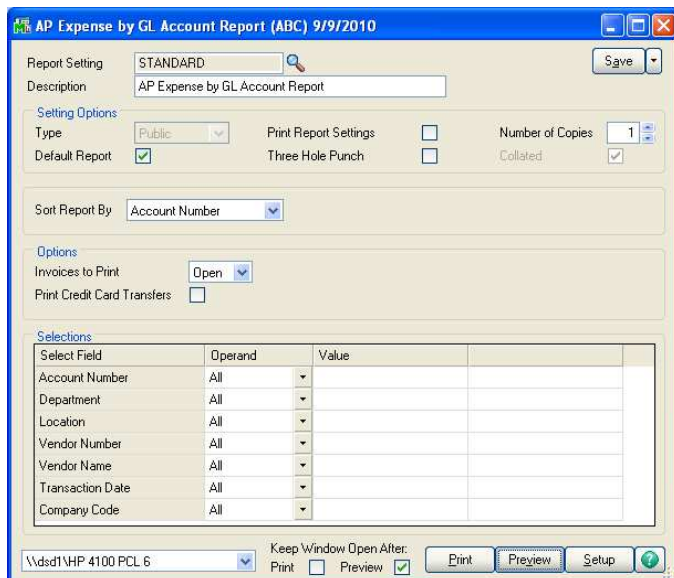 AP Expense by GL Account Report (ABC) 9/9/2010
Report Setting STANDARD Save
Description AP Expense by GL Account Report
Setting Options
Type Public Print Report Settings Number of Copies 1
Default Report Three Hole Punch Collated
Sort Report By Account Number
Options
Invoices to Print Open
Print Credit Card Transfers
Selections
Select Field Operand Value
Account Number All
Department All
Location All
Vendor Number All
Vendor Name All
Transaction Date All
Company Code All
Keep Window Open After:
\\dsd1\HP 4100 PCL 6 Print Preview Print Preview Setup ?